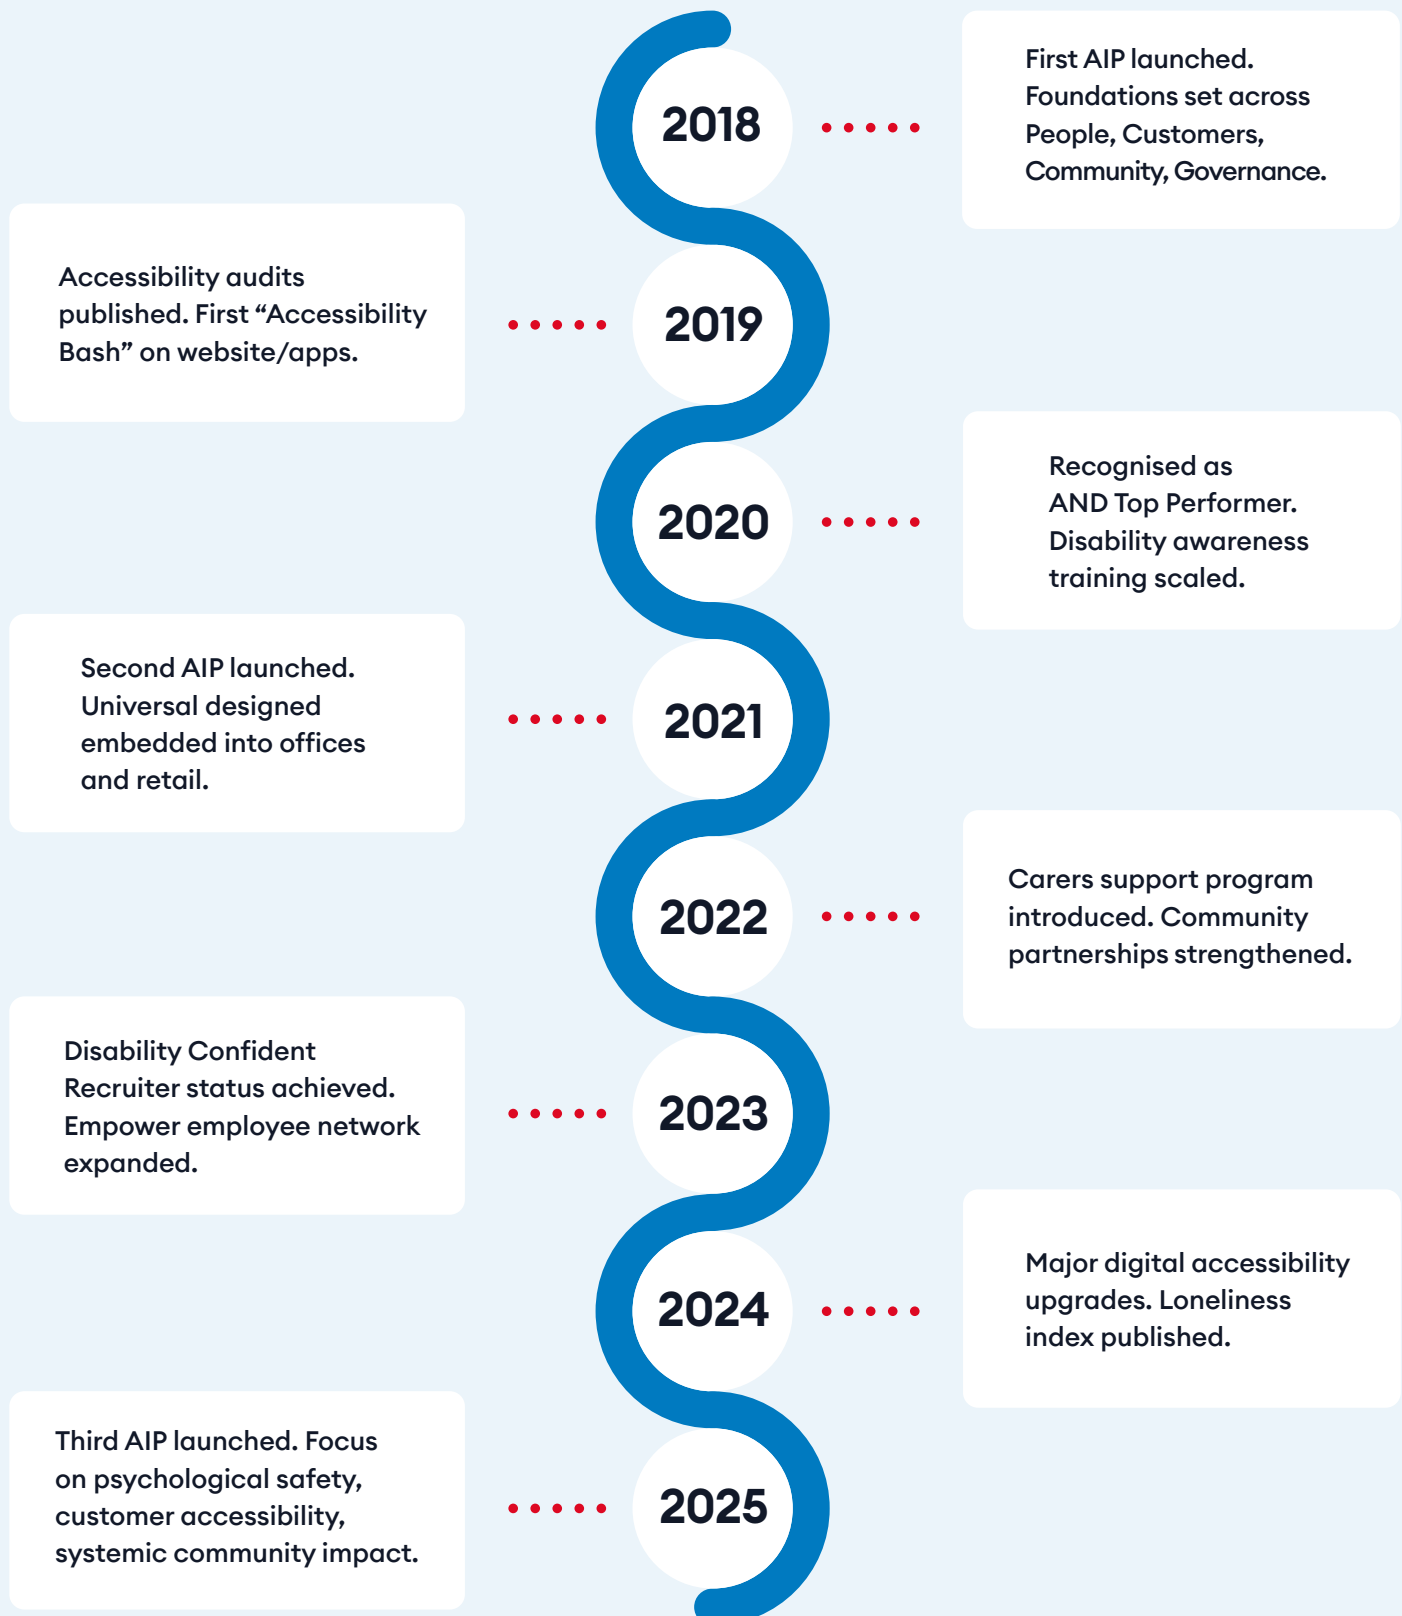 2018
First AIP launched.
Foundations set across
People, Customers,
Community, Governance.
Accessibility audits
published. First “Accessibility
Bash” on website/apps.
2019
2020
Recognised as
AND Top Performer.
Disability awareness
training scaled.
Second AIP launched.
Universal designed
embedded into offices
and retail.
2021
2022
Carers support program
introduced. Community
partnerships strengthened.
Disability Confident
Recruiter status achieved.
Empower employee network
expanded.
2023
2024
Major digital accessibility
upgrades. Loneliness
index published.
Third AIP launched. Focus
on psychological safety,
customer accessibility,
systemic community impact.
2025